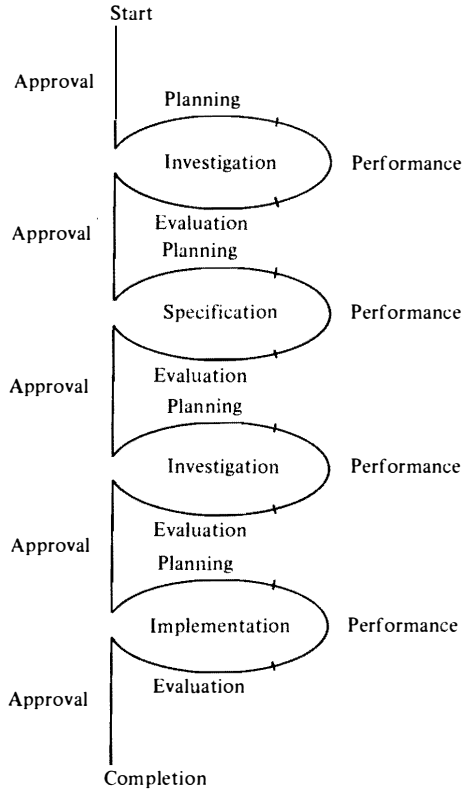 Start
Approval
Planning
Investigation
Performance
Evaluation
Approval
Planning
Specification
Performance
Evaluation
Approval
Planning
Investigation
Performance
Evaluation
Approval
Planning
Implementation
Performance
Evaluation
Approval
Completion